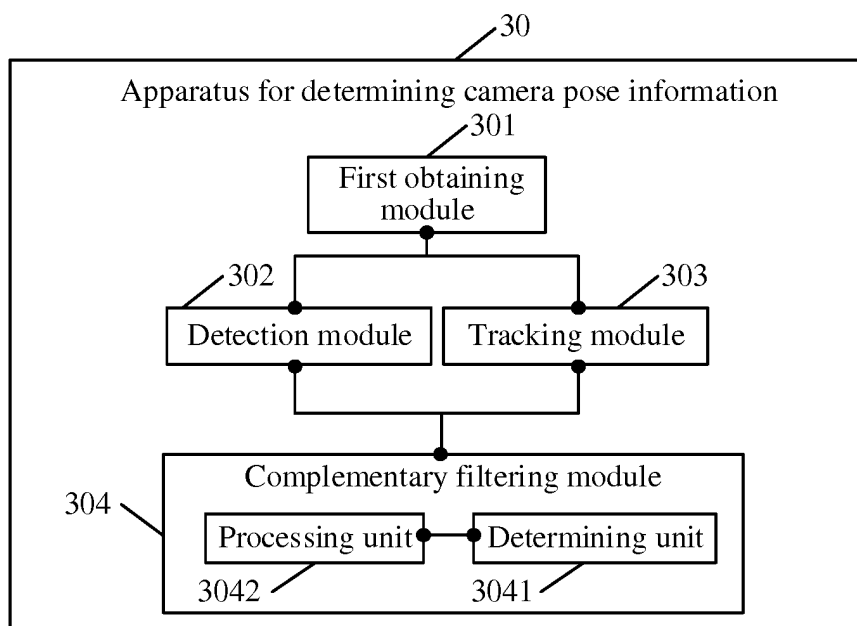 30
Apparatus for determining camera pose information
301
First obtaining
module
302
303
Detection module
Tracking module
Complementary filtering module
304
Processing unit
Determining unit
3042
3041